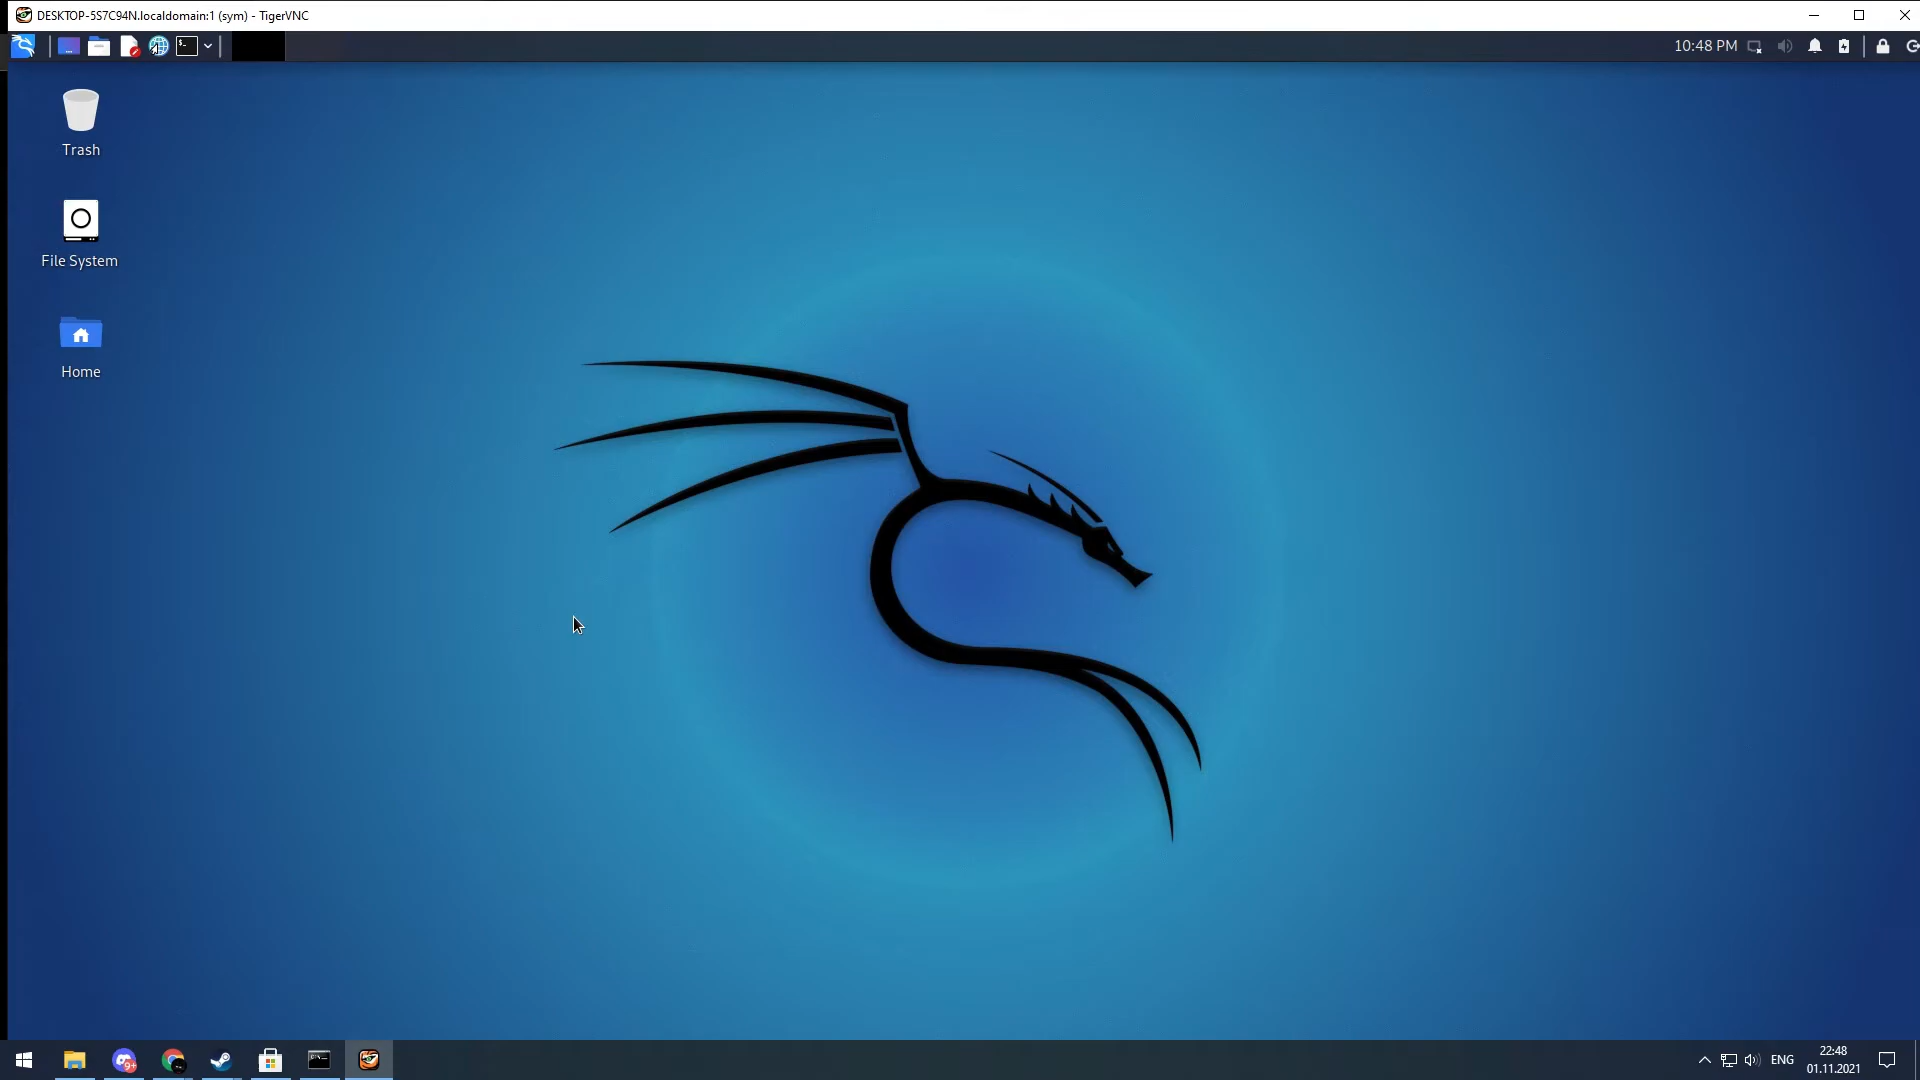 DESKTOP-5S7C94N.localdomain:1 (sym) - TigerVNC
10:48 PM
Trash
File System
Home
9+
ENG
22:48
01.11.2021